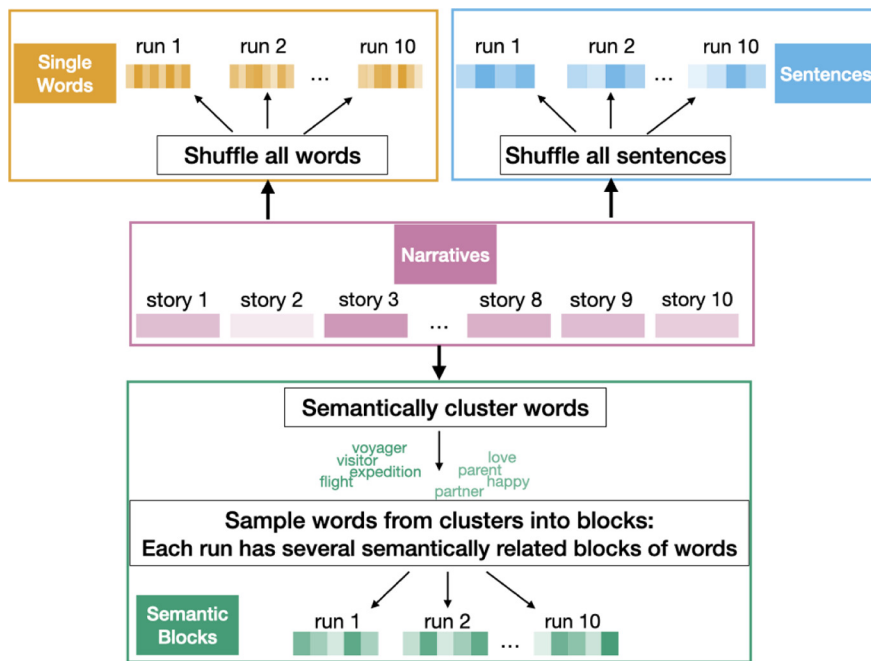 Single
Words
run 1
run 2
...
run 10
Shuffle all words
run 1
run 2
...
run 10
Sentences
Shuffle all sentences
Narratives
story 1
story 2
story 3
...
story 8
story 9
story 10
Semantically cluster words
voyager
visitor
expedition
flight
love
parent
happy
partner
Sample words from clusters into blocks:
Each run has several semantically related blocks of words
Semantic
Blocks
run 1
run 2
...
run 10